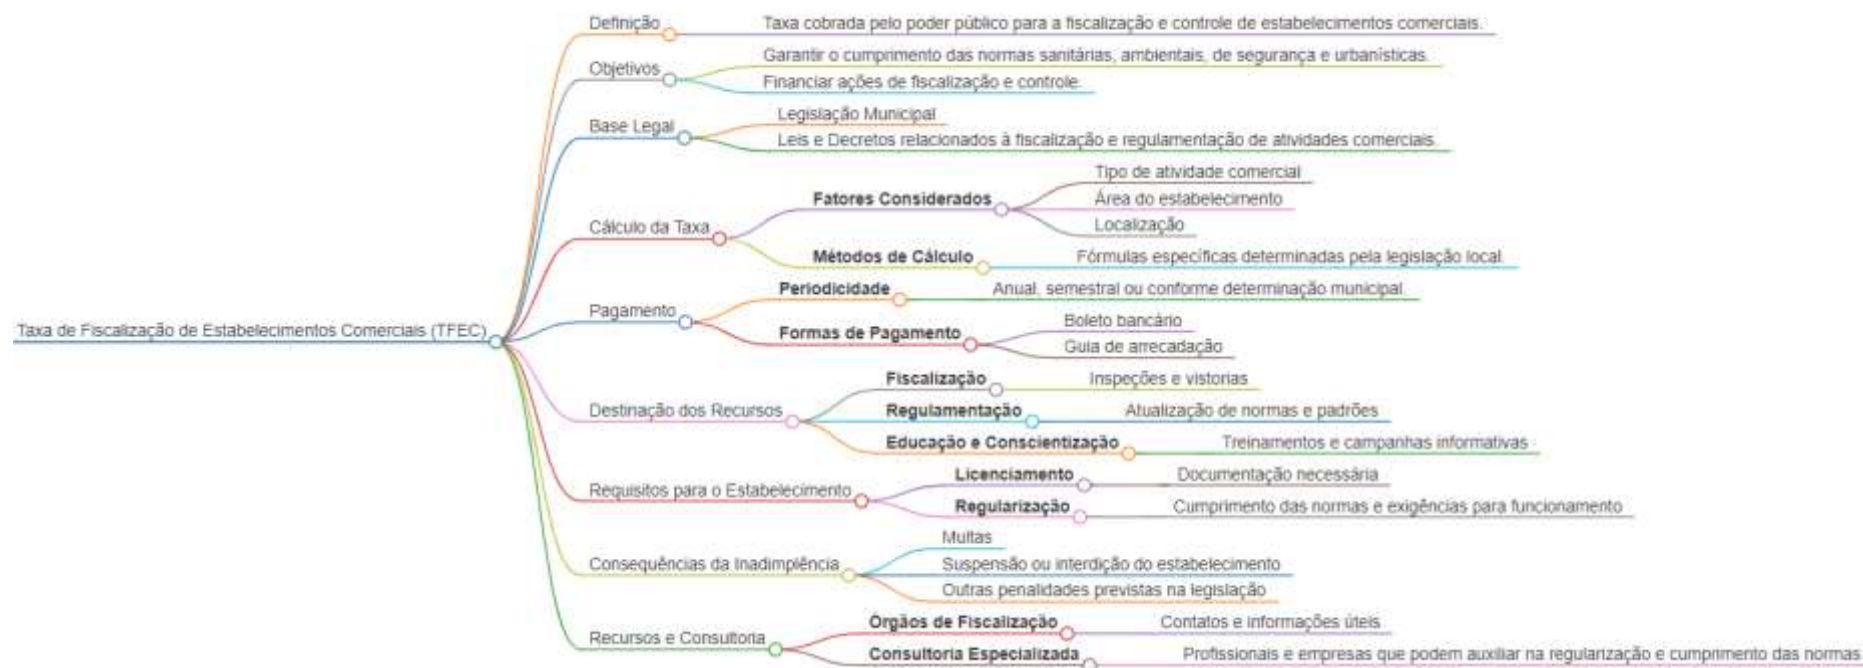 Definição
Taxa cobrada pelo poder público para a fiscalização e controle de estabelecimentos comerciais.
Objetivos
Garantir o cumprimento das normas sanitárias, ambientais, de segurança e urbanísticas.
Financiar ações de fiscalização e controle.
Base Legal
Legislação Municipal
Leis e Decretos relacionados à fiscalização e regulamentação de atividades comerciais.
Cálculo da Taxa
Fatores Considerados
Tipo de atividade comercial
Área do estabelecimento
Localização
Métodos de Cálculo
Fórmulas específicas determinadas pela legislação local.
Taxa de Fiscalização de Estabelecimentos Comerciais (TFEC)
Pagamento
Periodicidade
Anual, semestral ou conforme determinação municipal.
Formas de Pagamento
Boleto bancário
Guia de arrecadação
Destinação dos Recursos
Fiscalização
Inspeções e vistorias
Regulamentação
Atualização de normas e padrões
Educação e Conscientização
Treinamentos e campanhas informativas
Requisitos para o Estabelecimento
Licenciamento
Documentação necessária
Regularização
Cumprimento das normas e exigências para funcionamento
Consequências da Inadimplência
Multas
Suspensão ou interdição do estabelecimento
Outras penalidades previstas na legislação
Recursos e Consultoria
Órgãos de Fiscalização
Contatos e informações úteis
Consultoria Especializada
Profissionais e empresas que podem auxiliar na regularização e cumprimento das normas